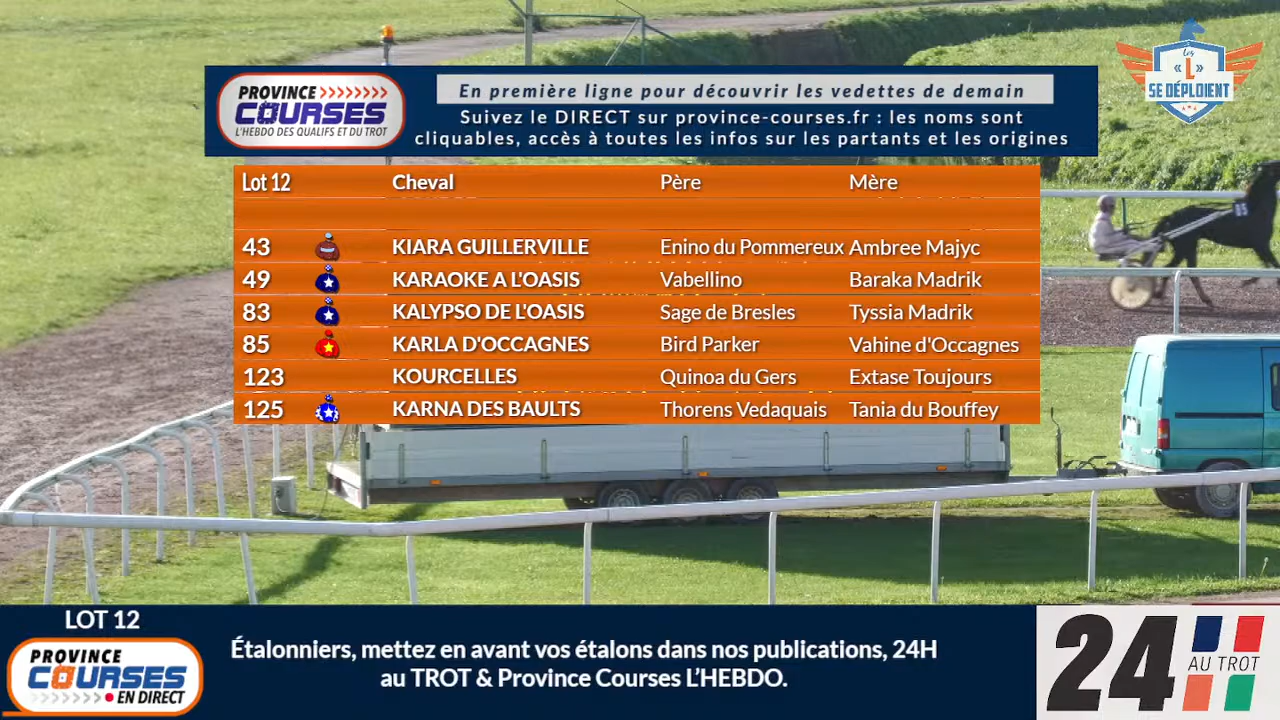 Les
« L »
SE DÉPLOIENT
PROVINCE
COURSES
L'HEBDO DES QUALIFS ET DU TROT
En première ligne pour découvrir les vedettes de demain
Suivez le DIRECT sur province-courses.fr : les noms sont
cliquables, accès à toutes les infos sur les partants et les origines
Lot 12 Cheval Père Mère
43 KIARA GUILLERVILLE Enino du Pommereux Ambree Majyc
49 KARAOKE A L'OASIS Vabellino Baraka Madrik
83 KALYPSO DE L'OASIS Sage de Bresles Tyssia Madrik
85 KARLA D'OCCAGNES Bird Parker Vahine d'Occagnes
123 KOURCELLES Quinoa du Gers Extase Toujours
125 KARNA DES BAULTS Thorens Vedaquais Tania du Bouffey
LOT 12
PROVINCE
COURSES
EN DIRECT
Étalonniers, mettez en avant vos étalons dans nos publications, 24H
au TROT & Province Courses L'HEBDO.
24
AU TROT